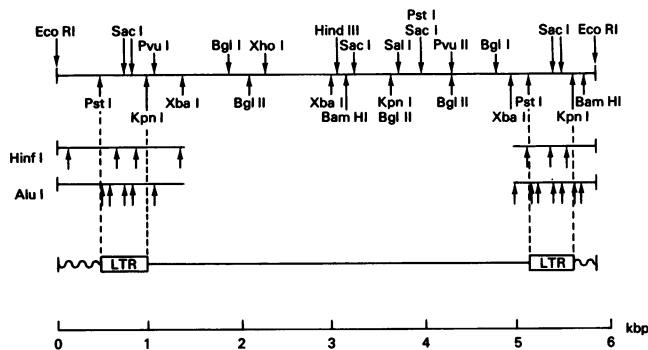 Pst I
Eco RI Sac I Hind III Sac I Sac I Eco RI
Pvu I Bgl I Xho I Sac I Sal I Pvu II Bgl I
Pst I Xba I Bgl II Xba I Kpn I Bgl II Pst I Bam HI
Kpn I Bam HI Bgl II Xba I Kpn I
Hinf I
Alu I
LTR LTR
0 1 2 3 4 5 6 kbp